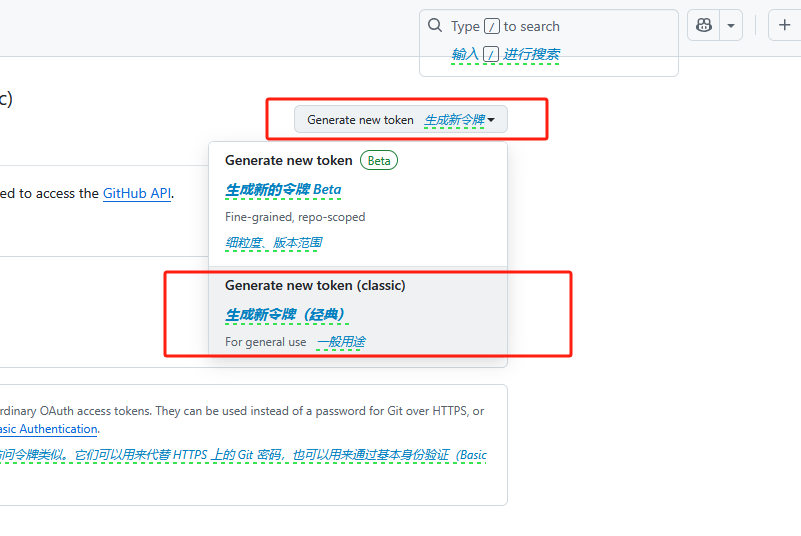 Type / to search
输入 / 进行搜索
c)
Generate new token 生成新令牌
Generate new token Beta
生成新的令牌 Beta
ed to access the GitHub API.
Fine-grained, repo-scoped
细粒度、版本范围
Generate new token (classic)
生成新令牌（经典）
For general use 一般用途
rdinary OAuth access tokens. They can be used instead of a password for Git over HTTPS, or
asic Authentication.
问令牌类似。它们可以用来代替 HTTPS 上的 Git 密码，也可以用来通过基本身份验证（Basic